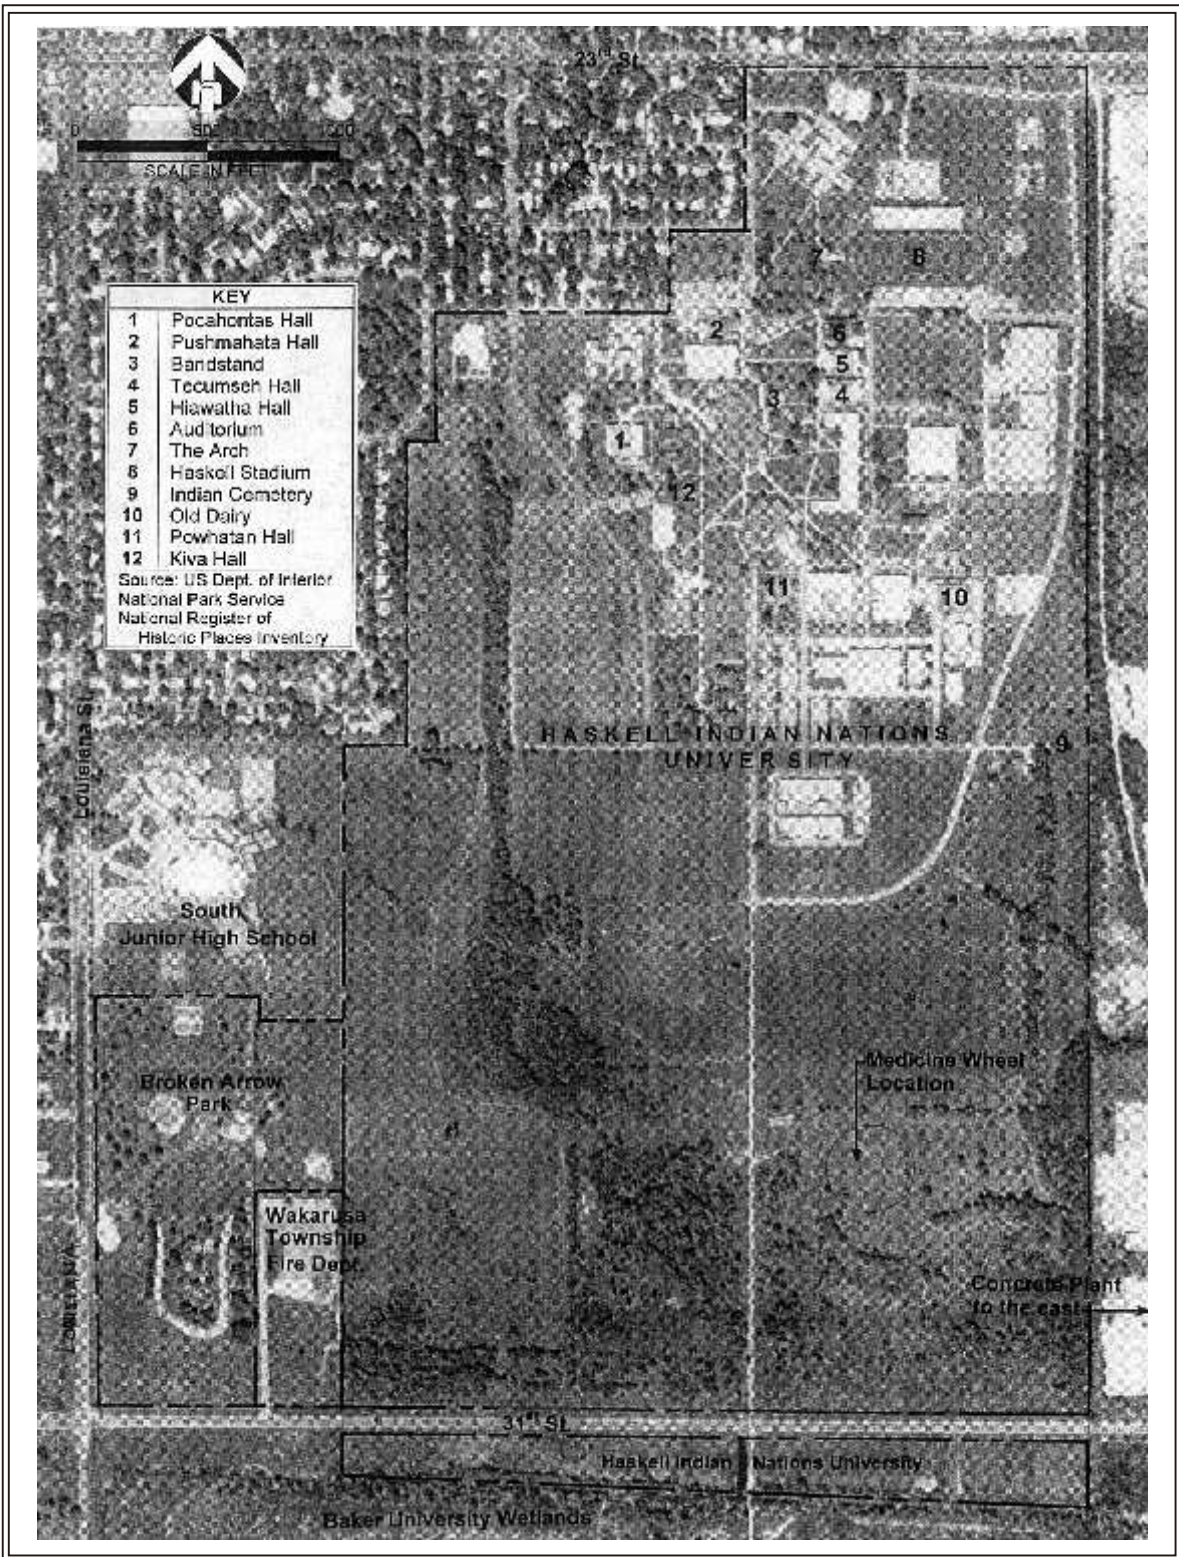 23rd St.
0 500 1000
SCALE IN FEET
KEY
1 Pocahontas Hall
2 Pushmahata Hall
3 Bandstand
4 Tecumseh Hall
5 Hiawatha Hall
6 Auditorium
7 The Arch
8 Haskell Stadium
9 Indian Cemetery
10 Old Dairy
11 Powhatan Hall
12 Kiva Hall
Source: US Dept. of Interior
National Park Service
National Register of
Historic Places Inventory
7
8
2
6
5
4
3
1
12
11
10
9
HASKELL INDIAN NATIONS
UNIVERSITY
Louisiana St.
South
Junior High School
Medicine Wheel
Location
Broken Arrow
Park
Wakarusa
Township
Fire Dept.
Concrete Plant
to the east
Louisiana
31st St.
Haskell Indian Nations University
Baker University Wetlands